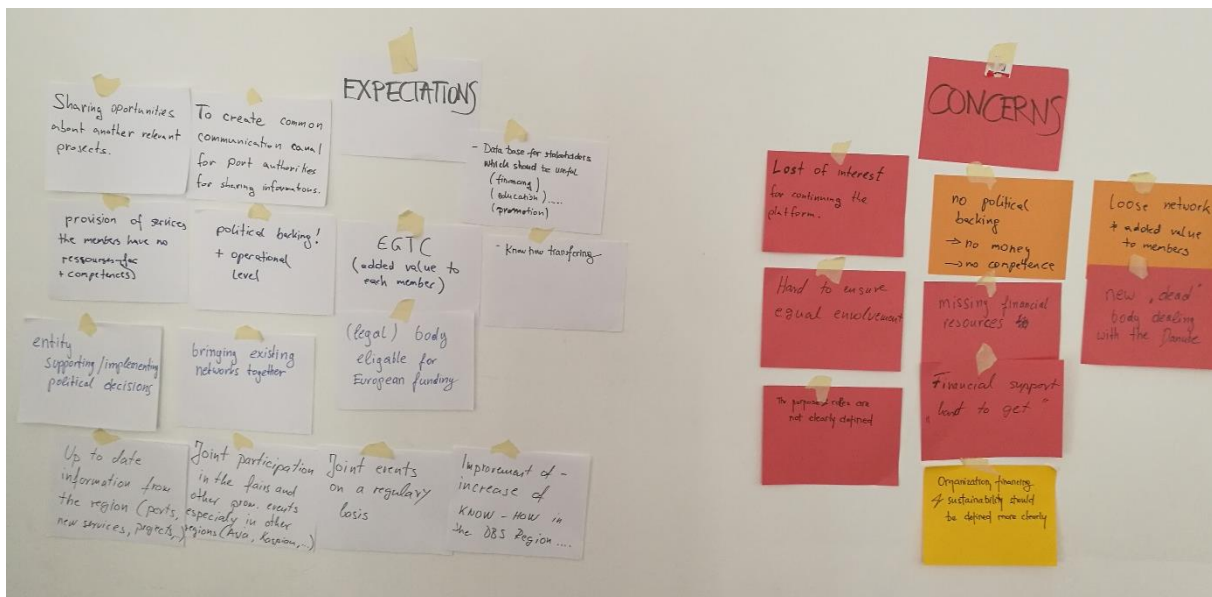 EXPECTATIONS
Sharing oportunities
about another relevant
projects.
To create common
communication canal
for port authorities
for sharing informations.
- Data base for stakeholders
which should be useful
(financing)
(education).....
(promotion)
provision of services
the members have no
+ competences)
political backing!
+ operational
level
EGTC
(added value to
each member)
- Know how transfering
entity
supporting/implementing
political decisions
bringing existing
networks together
(legal) body
eligable for
European funding
Up to date
information from
the region (ports,
new services, projects,..)
Joint participation
in the fairs and
other events
especialy in other
regions (
Joint events
on a regulary
basis
Improvement of -
increase of
KNOW-HOW in
the DBS Region....
CONCERNS
Lost of interest
for continuing the
platform.
no political
backing
→ no money
→ no competence
loose network
added value
to members
Hard to ensure
equal envolvement
missing financial
resources
new "dead"
body dealing
with the Danube
The rules are
not clearly defined
Financial support
"hard to get"
Organization, financing
sustainability should
be defined more clearly